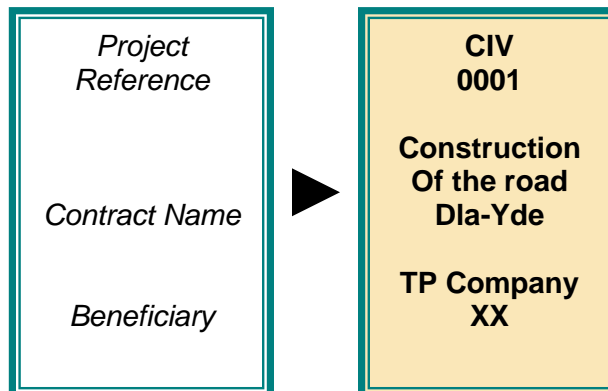 Project
Reference
Contract Name
Beneficiary
CIV
0001
Construction
Of the road
Dla-Yde
TP Company
XX